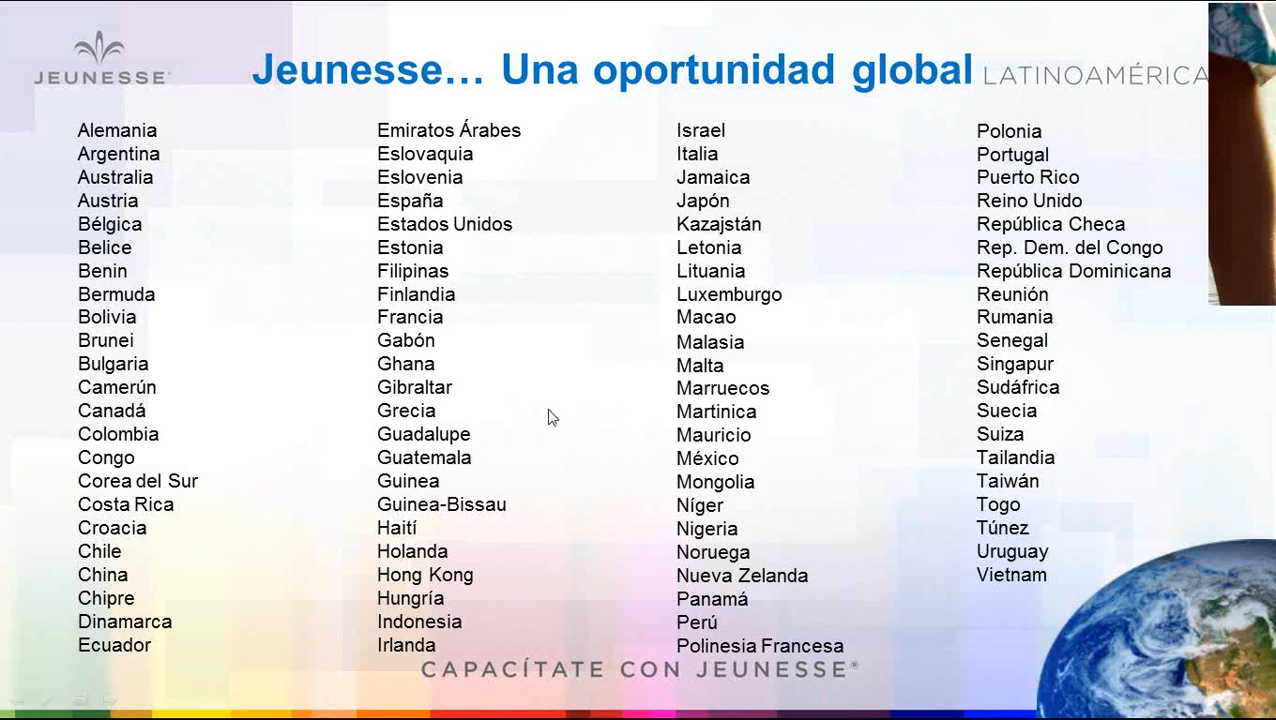 JEUNESSE
Jeunesse… Una oportunidad global
LATINOAMÉRICA
Alemania
Argentina
Australia
Austria
Bélgica
Belice
Benin
Bermuda
Bolivia
Brunei
Bulgaria
Camerún
Canadá
Colombia
Congo
Corea del Sur
Costa Rica
Croacia
Chile
China
Chipre
Dinamarca
Ecuador
Emiratos Árabes
Eslovaquia
Eslovenia
España
Estados Unidos
Estonia
Filipinas
Finlandia
Francia
Gabón
Ghana
Gibraltar
Grecia
Guadalupe
Guatemala
Guinea
Guinea-Bissau
Haití
Holanda
Hong Kong
Hungría
Indonesia
Irlanda
Israel
Italia
Jamaica
Japón
Kazajstán
Letonia
Lituania
Luxemburgo
Macao
Malasia
Malta
Marruecos
Martinica
Mauricio
México
Mongolia
Níger
Nigeria
Noruega
Nueva Zelanda
Panamá
Perú
Polinesia Francesa
Polonia
Portugal
Puerto Rico
Reino Unido
República Checa
Rep. Dem. del Congo
República Dominicana
Reunión
Rumania
Senegal
Singapur
Sudáfrica
Suecia
Suiza
Tailandia
Taiwán
Togo
Túnez
Uruguay
Vietnam
CAPACÍTATE CON JEUNESSE®